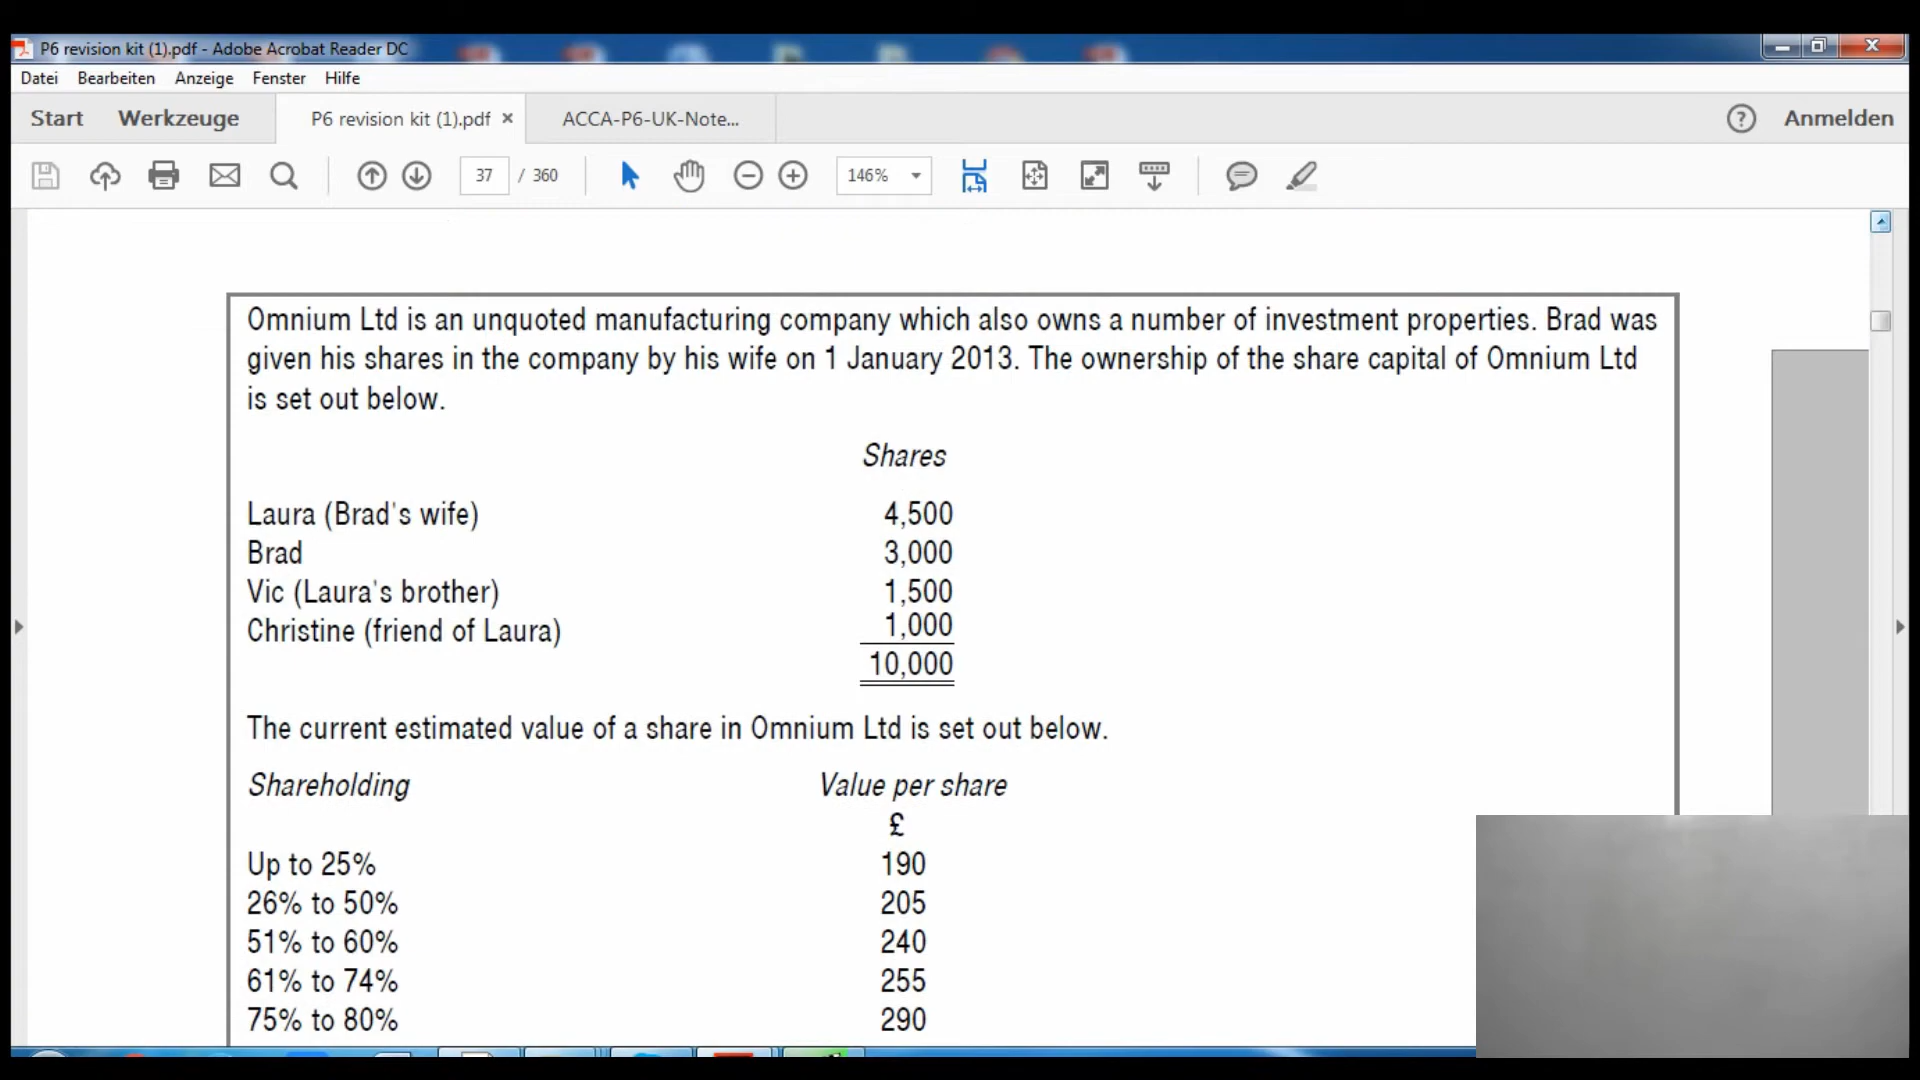 P6 revision kit (1).pdf - Adobe Acrobat Reader DC
Datei Bearbeiten Anzeige Fenster Hilfe
Start Werkzeuge P6 revision kit (1).pdf × ACCA-P6-UK-Note... ? Anmelden
37 / 360 146%
Omnium Ltd is an unquoted manufacturing company which also owns a number of investment properties. Brad was
given his shares in the company by his wife on 1 January 2013. The ownership of the share capital of Omnium Ltd
is set out below.
Shares
Laura (Brad's wife) 4,500
Brad 3,000
Vic (Laura's brother) 1,500
Christine (friend of Laura) 1,000
10,000
The current estimated value of a share in Omnium Ltd is set out below.
Shareholding Value per share
£
Up to 25% 190
26% to 50% 205
51% to 60% 240
61% to 74% 255
75% to 80% 290